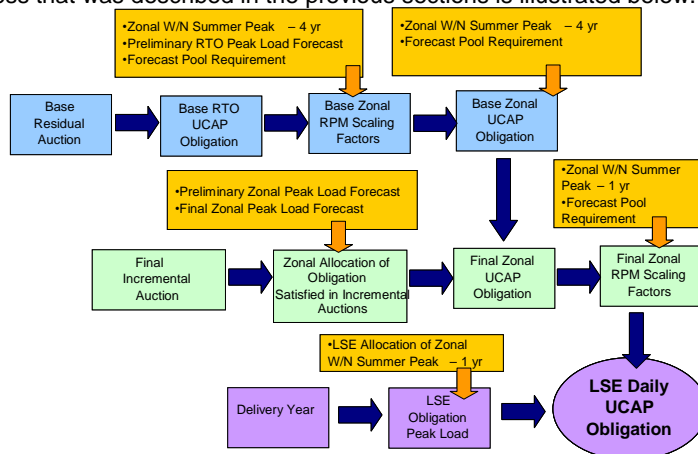 ess that was described in the previous sections is illustrated below.
•Zonal W/N Summer Peak – 4 yr
•Preliminary RTO Peak Load Forecast
•Forecast Pool Requirement
•Zonal W/N Summer Peak – 4 yr
•Forecast Pool Requirement
Base
Residual
Auction
Base RTO
UCAP
Obligation
Base Zonal
RPM Scaling
Factors
Base Zonal
UCAP
Obligation
•Preliminary Zonal Peak Load Forecast
•Final Zonal Peak Load Forecast
•Zonal W/N Summer
Peak – 1 yr
•Forecast Pool
Requirement
Final
Incremental
Auction
Zonal Allocation of
Obligation
Satisfied in Incremental
Auctions
Final Zonal
UCAP
Obligation
Final Zonal
RPM Scaling
Factors
•LSE Allocation of Zonal
W/N Summer Peak – 1 yr
Delivery Year
LSE
Obligation
Peak Load
LSE Daily
UCAP
Obligation